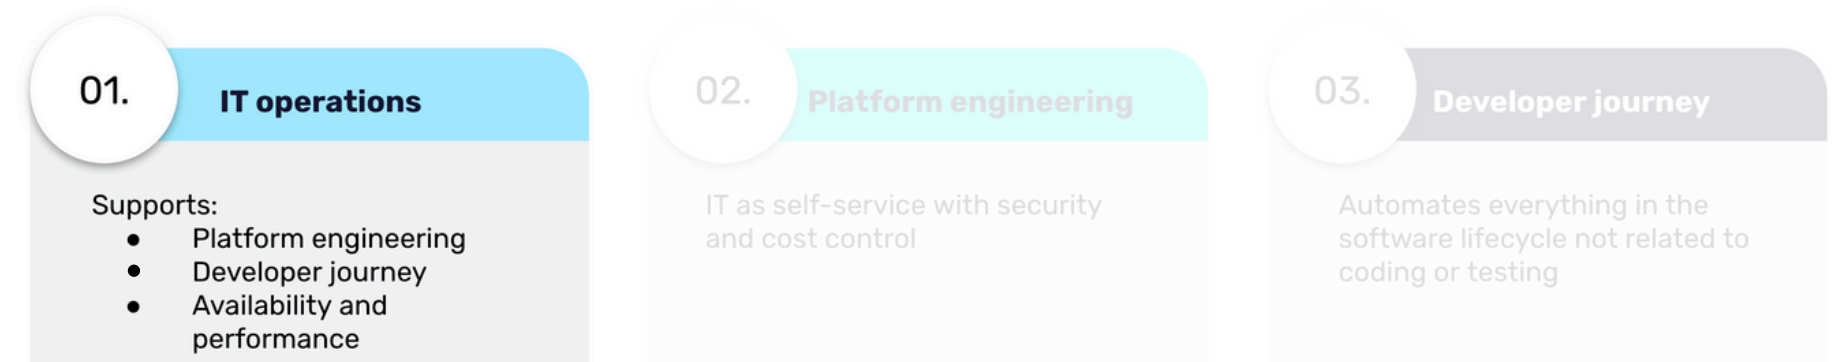 01.
IT operations
Supports:
● Platform engineering
● Developer journey
● Availability and
performance
02.
Platform engineering
IT as self-service with security
and cost control
03.
Developer journey
Automates everything in the
software lifecycle not related to
coding or testing